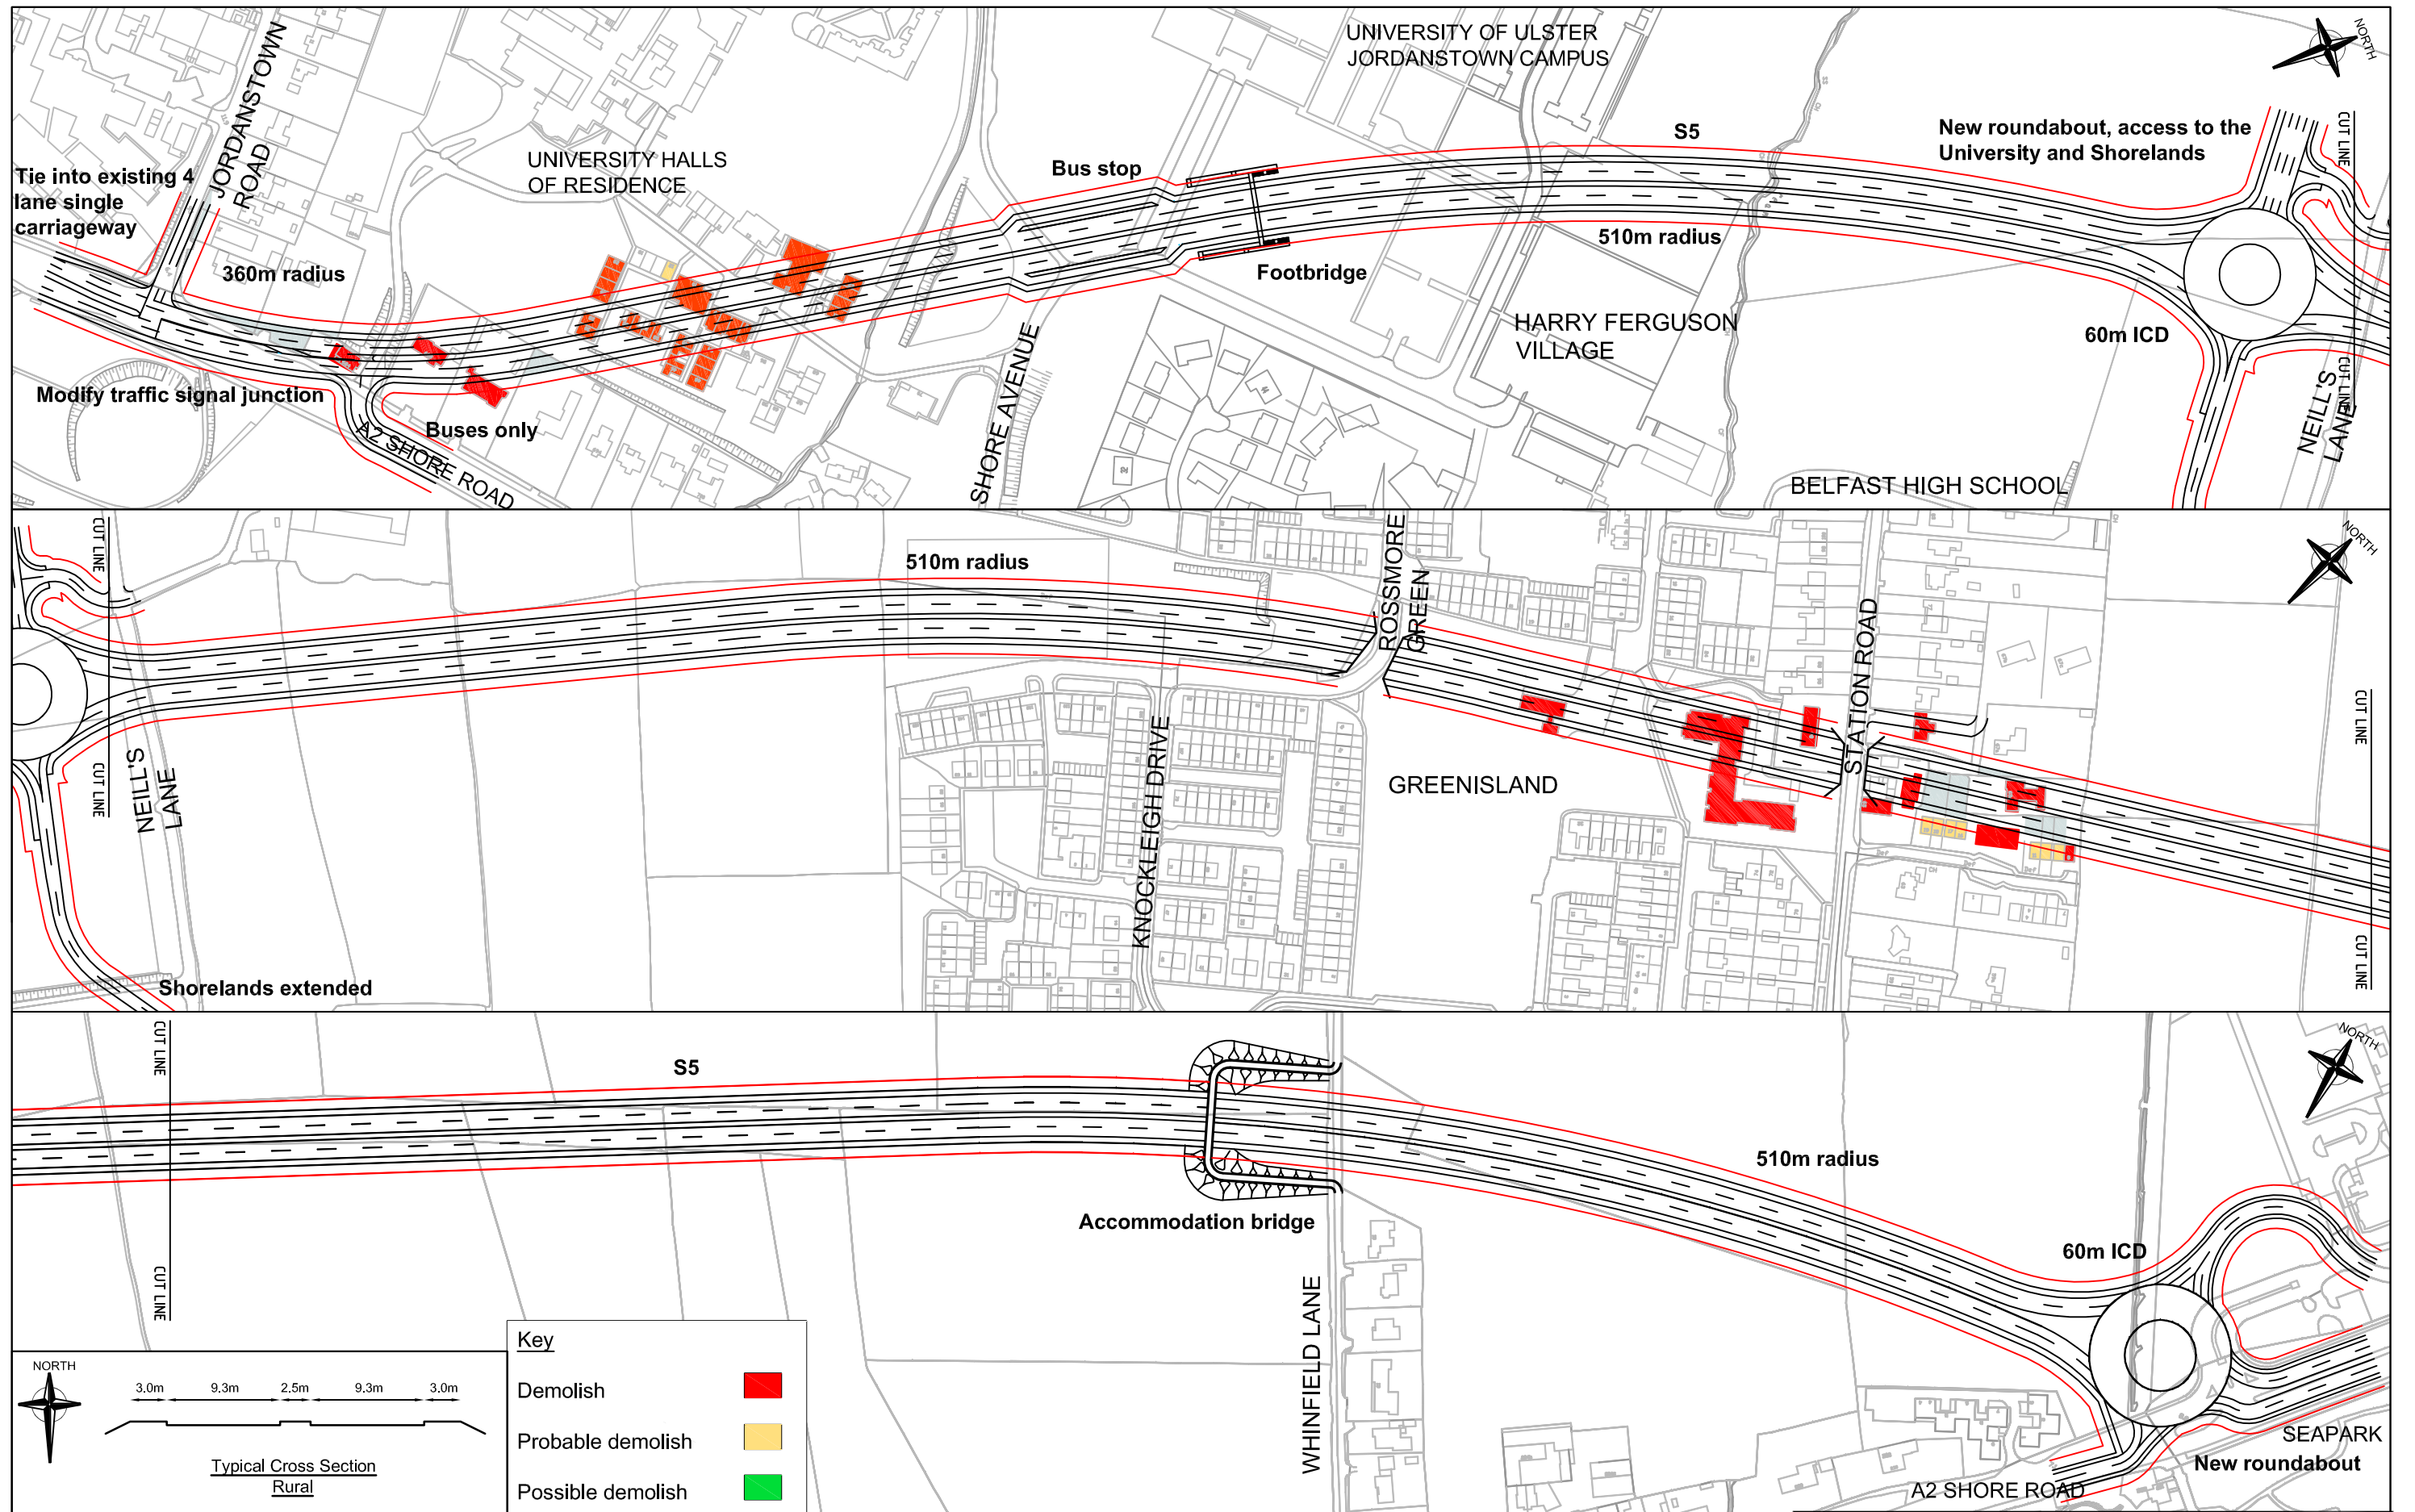 UNIVERSITY OF ULSTER
JORDANSTOWN CAMPUS
NORTH
JORDANSTOWN
ROAD
UNIVERSITY HALLS
OF RESIDENCE
Bus stop
S5
New roundabout, access to the
University and Shorelands
CUT LINE
Tie into existing 4
lane single
carriageway
360m radius
510m radius
Footbridge
HARRY FERGUSON
VILLAGE
60m ICD
CUT LINE
NEILL'S
LANE
Modify traffic signal junction
Buses only
A2 SHORE ROAD
SHORE AVENUE
BELFAST HIGH SCHOOL
CUT LINE
510m radius
ROSSMORE
GREEN
NORTH
STATION ROAD
CUT LINE
NEILL'S
LANE
CUT LINE
KNOCKLEIGH DRIVE
GREENISLAND
CUT LINE
Shorelands extended
CUT LINE
S5
NORTH
510m radius
Accommodation bridge
60m ICD
CUT LINE
WHINFIELD LANE
SEAPARK
New roundabout
A2 SHORE ROAD
NORTH
3.0m 9.3m 2.5m 9.3m 3.0m
Typical Cross Section
Rural
Key
Demolish
Probable demolish
Possible demolish